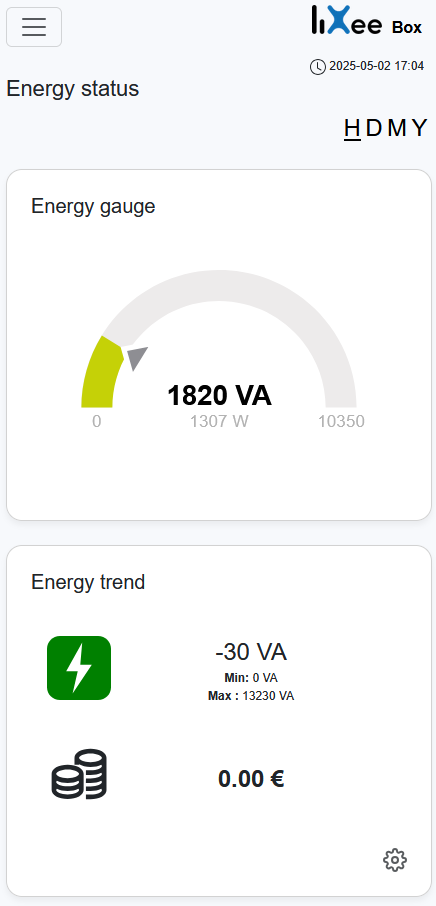 liXee Box
2025-05-02 17:04
Energy status
H D M Y
Energy gauge
1820 VA
0 1307 W 10350
Energy trend
-30 VA
Min: 0 VA
Max : 13230 VA
0.00 €